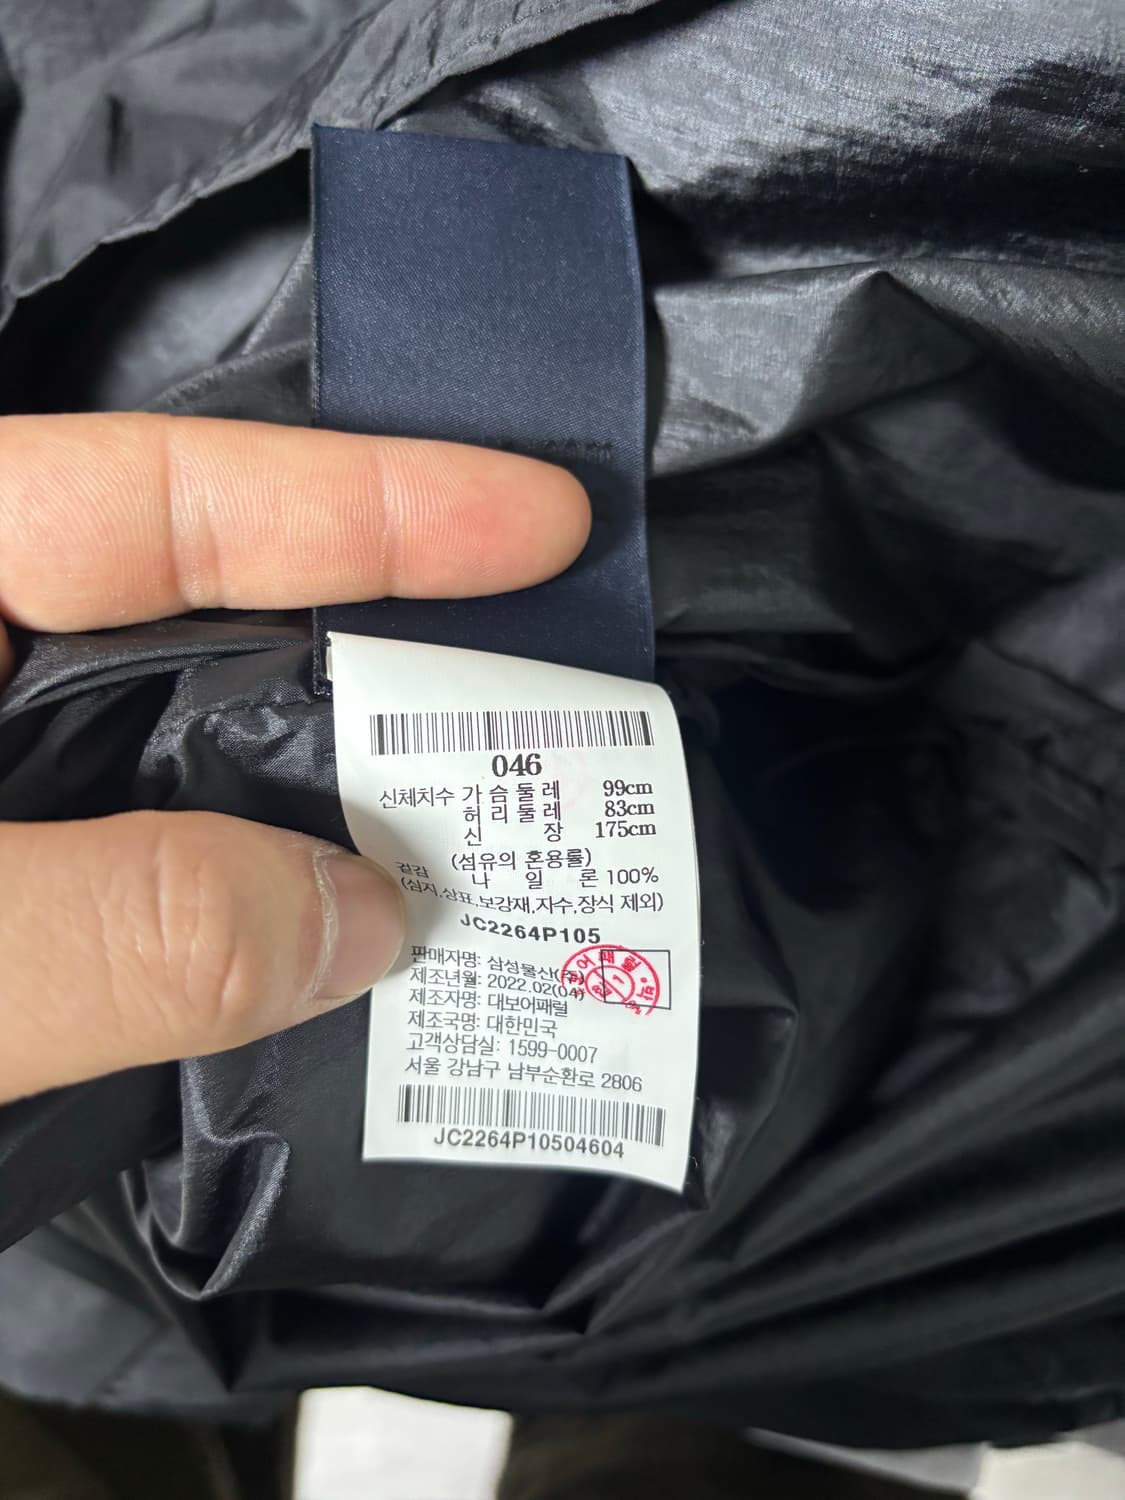 046
신체치수 가슴둘레 99cm
허리둘레 83cm
신 장 175cm
(섬유의 혼용률)
겉감 나 일 론 100%
(심지,상표,보강재,자수,장식 제외)
JC2264P105
판매자명: 삼성물산(주)
제조년월: 2022.02(04)
제조자명: 대보어패럴
제조국명: 대한민국
고객상담실: 1599-0007
서울 강남구 남부순환로 2806
JC2264P10504604